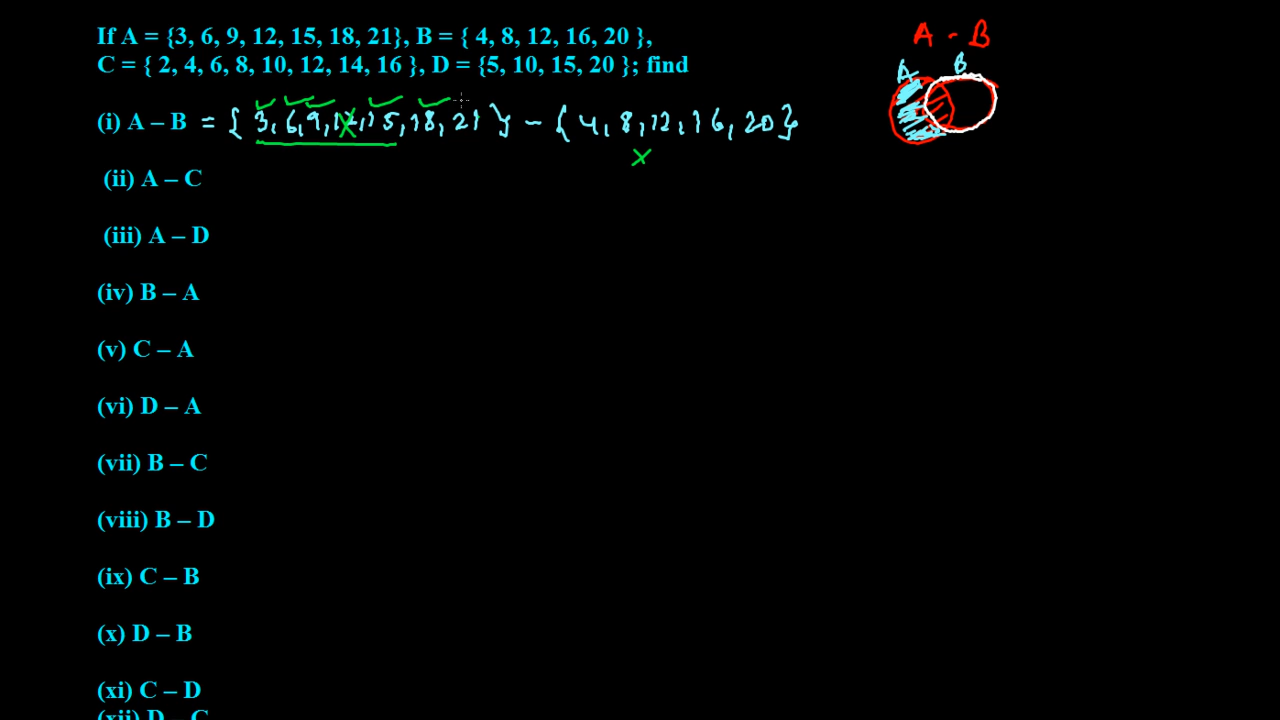 If A = {3, 6, 9, 12, 15, 18, 21}, B = { 4, 8, 12, 16, 20 },
C = { 2, 4, 6, 8, 10, 12, 14, 16 }, D = {5, 10, 15, 20 }; find
A - B
A B
(i) A – B = { 3, 6, 9, 12, 15, 18, 21 } – { 4, 8, 12, 16, 20 }
(ii) A – C
(iii) A – D
(iv) B – A
(v) C – A
(vi) D – A
(vii) B – C
(viii) B – D
(ix) C – B
(x) D – B
(xi) C – D
(xii) D – C